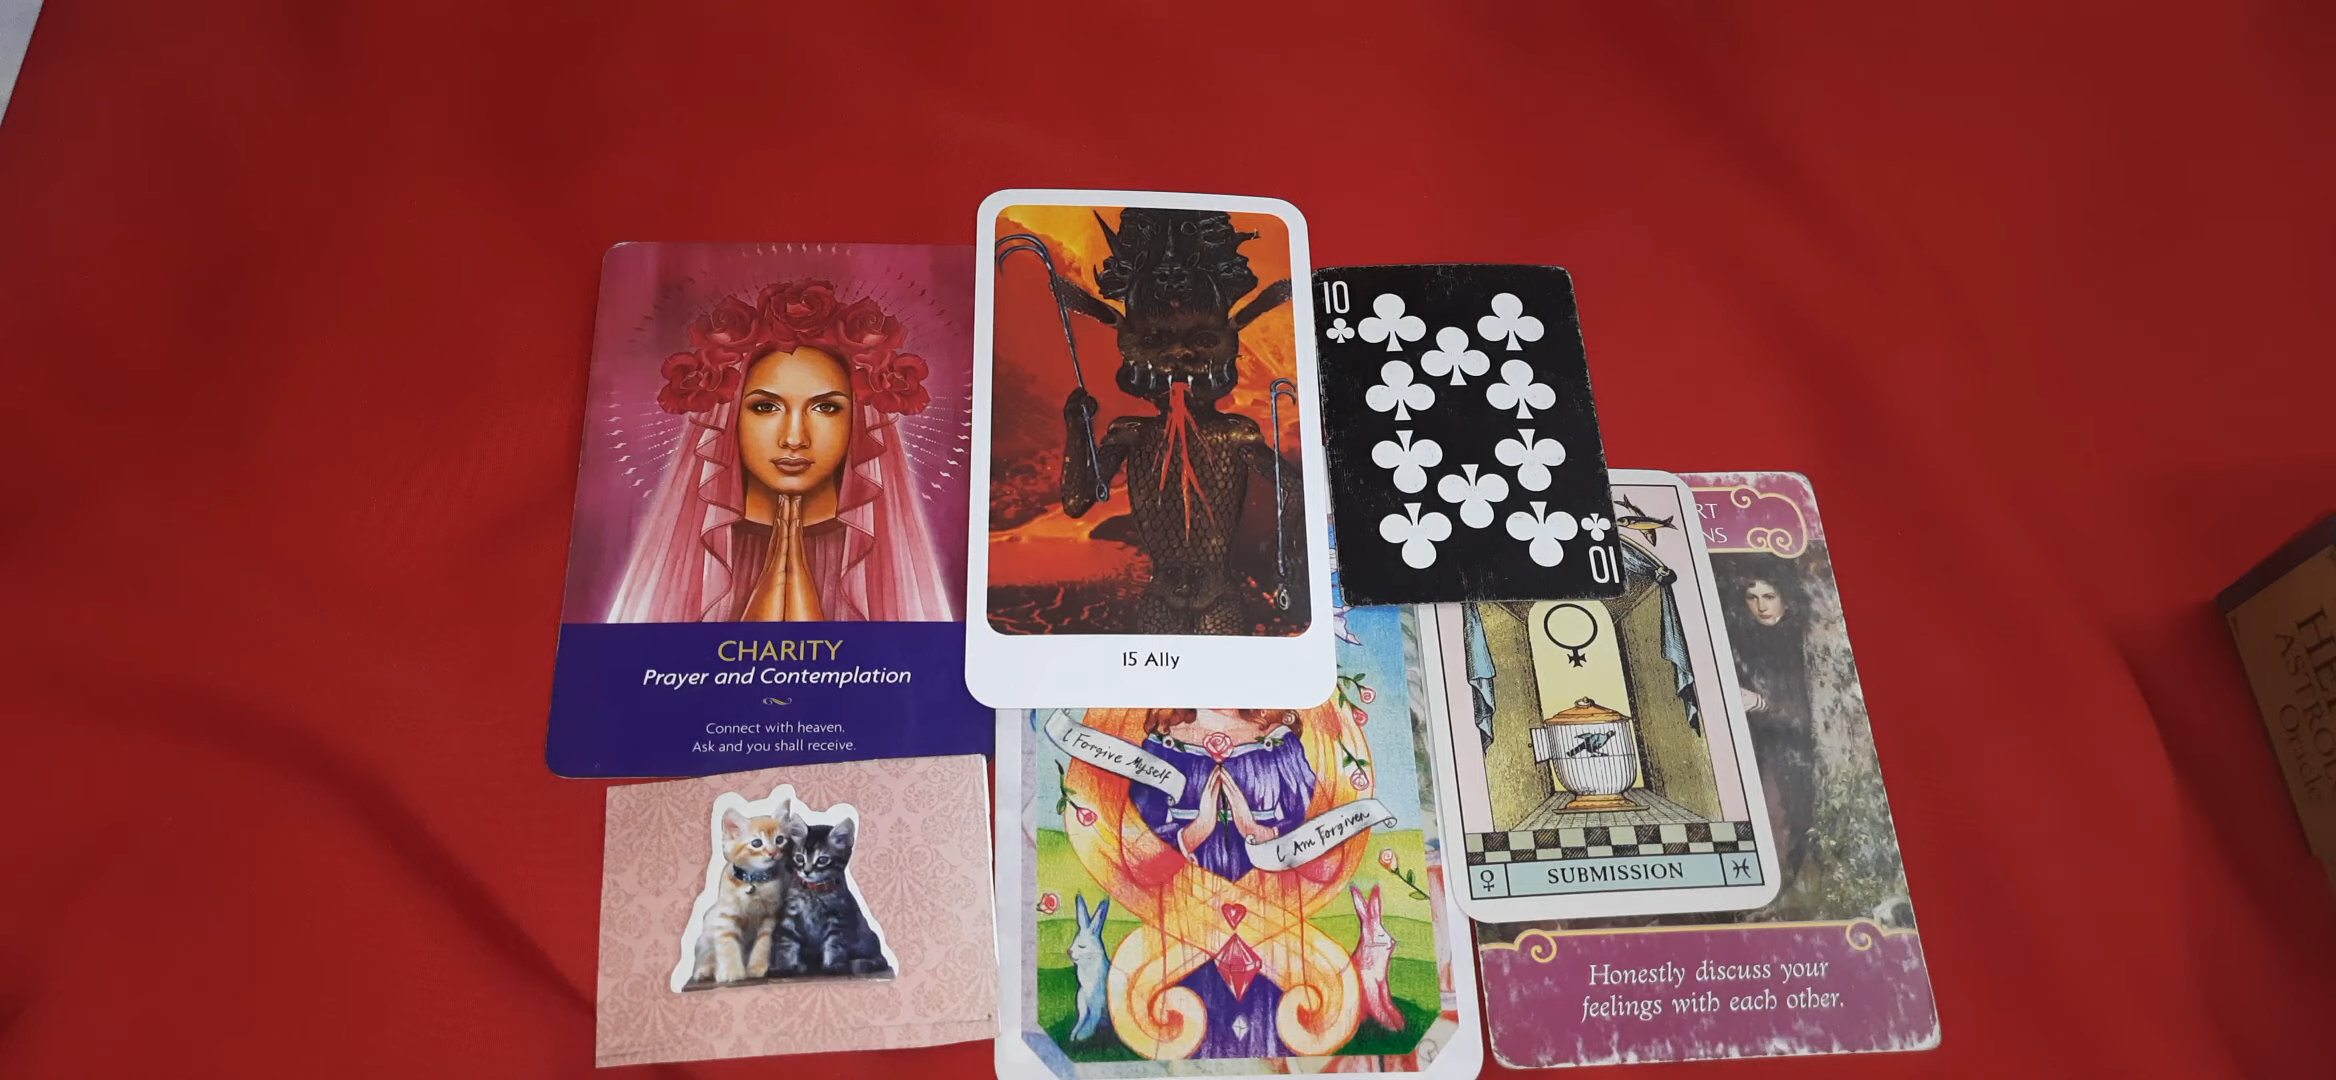 CHARITY
Prayer and Contemplation
Connect with heaven.
Ask and you shall receive.
15 Ally
10
10
I Forgive Myself
I Am Forgiven
SUBMISSION
Honestly discuss your
feelings with each other.
Oracle